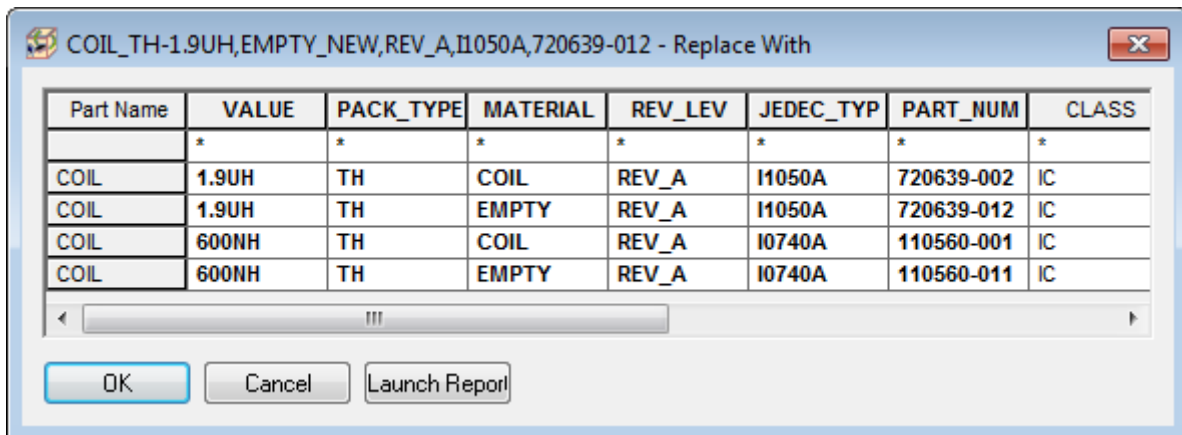 COIL_TH-1.9UH,EMPTY_NEW,REV_A,I1050A,720639-012 - Replace With
Part Name VALUE PACK_TYPE MATERIAL REV_LEV JEDEC_TYP PART_NUM CLASS
* * * * * * *
COIL 1.9UH TH COIL REV_A I1050A 720639-002 IC
COIL 1.9UH TH EMPTY REV_A I1050A 720639-012 IC
COIL 600NH TH COIL REV_A I0740A 110560-001 IC
COIL 600NH TH EMPTY REV_A I0740A 110560-011 IC
OK Cancel Launch Report